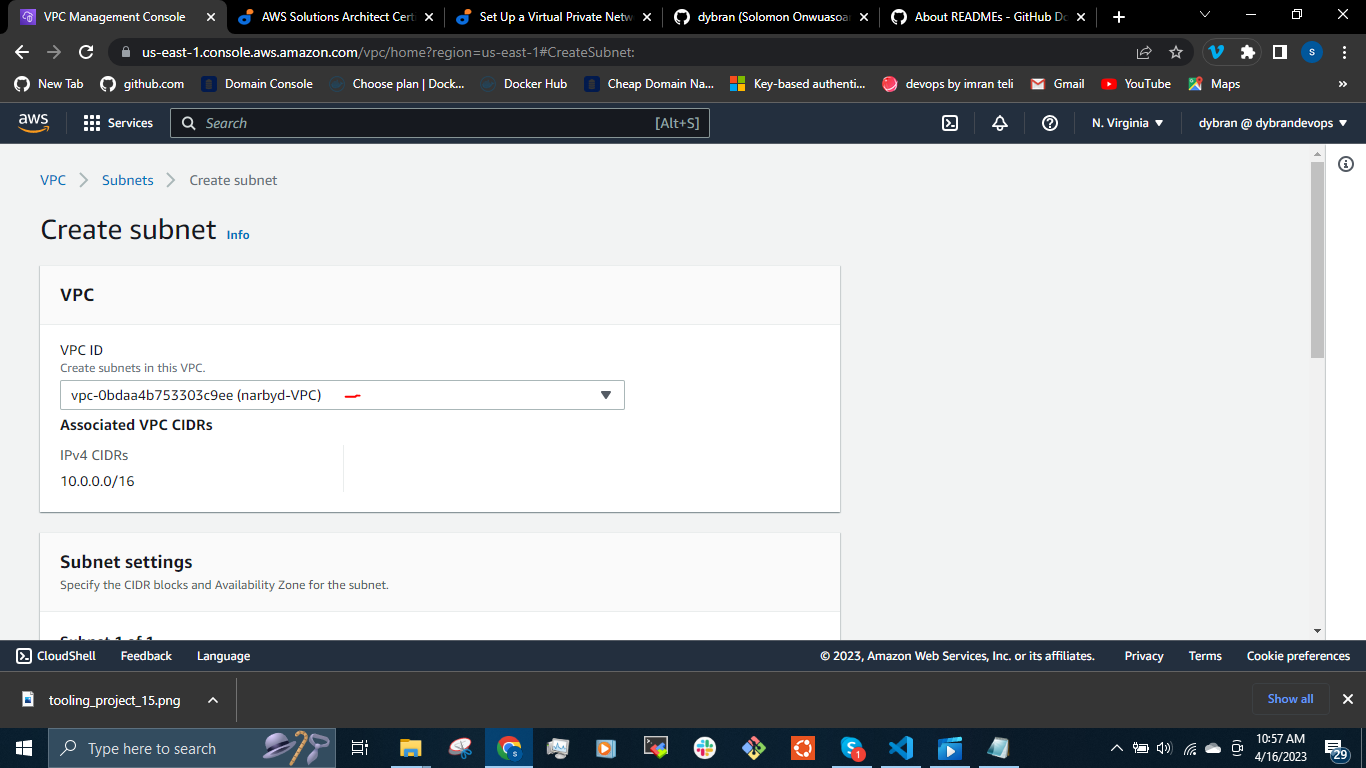 VPC Management Console
AWS Solutions Architect Cert
Set Up a Virtual Private Netw
dybran (Solomon Onwuasoa
About READMEs - GitHub Do
us-east-1.console.aws.amazon.com/vpc/home?region=us-east-1#CreateSubnet:
s
New Tab
github.com
Domain Console
Choose plan | Dock...
Docker Hub
Cheap Domain Na...
Key-based authenti...
devops by imran teli
Gmail
YouTube
Maps
»
aws
Services
Search
[Alt+S]
N. Virginia
dybran @ dybrandevops
VPC
Subnets
Create subnet
Create subnet
Info
VPC
VPC ID
Create subnets in this VPC.
vpc-0bdaa4b753303c9ee (narbyd-VPC)
Associated VPC CIDRs
IPv4 CIDRs
10.0.0.0/16
Subnet settings
Specify the CIDR blocks and Availability Zone for the subnet.
Subnet 1 of 1
CloudShell
Feedback
Language
© 2023, Amazon Web Services, Inc. or its affiliates.
Privacy
Terms
Cookie preferences
tooling_project_15.png
Show all
Type here to search
1
10:57 AM
4/16/2023
29